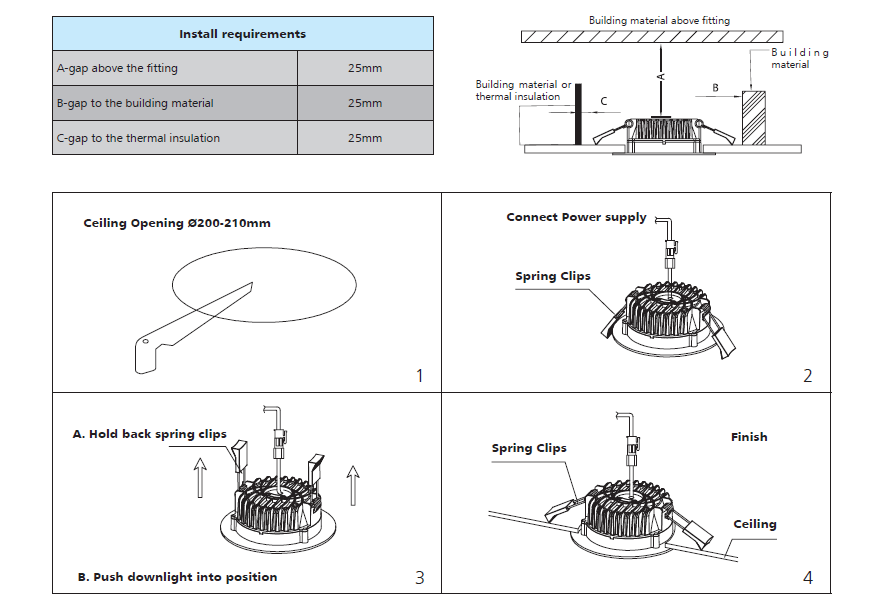 Install requirements
A-gap above the fitting 25mm
B-gap to the building material 25mm
C-gap to the thermal insulation 25mm
Building material above fitting
Building
material
Building material or
thermal insulation
A
B
C
Ceiling Opening Ø200-210mm
1
Connect Power supply
Spring Clips
2
A. Hold back spring clips
B. Push downlight into position
3
Finish
Spring Clips
Ceiling
4